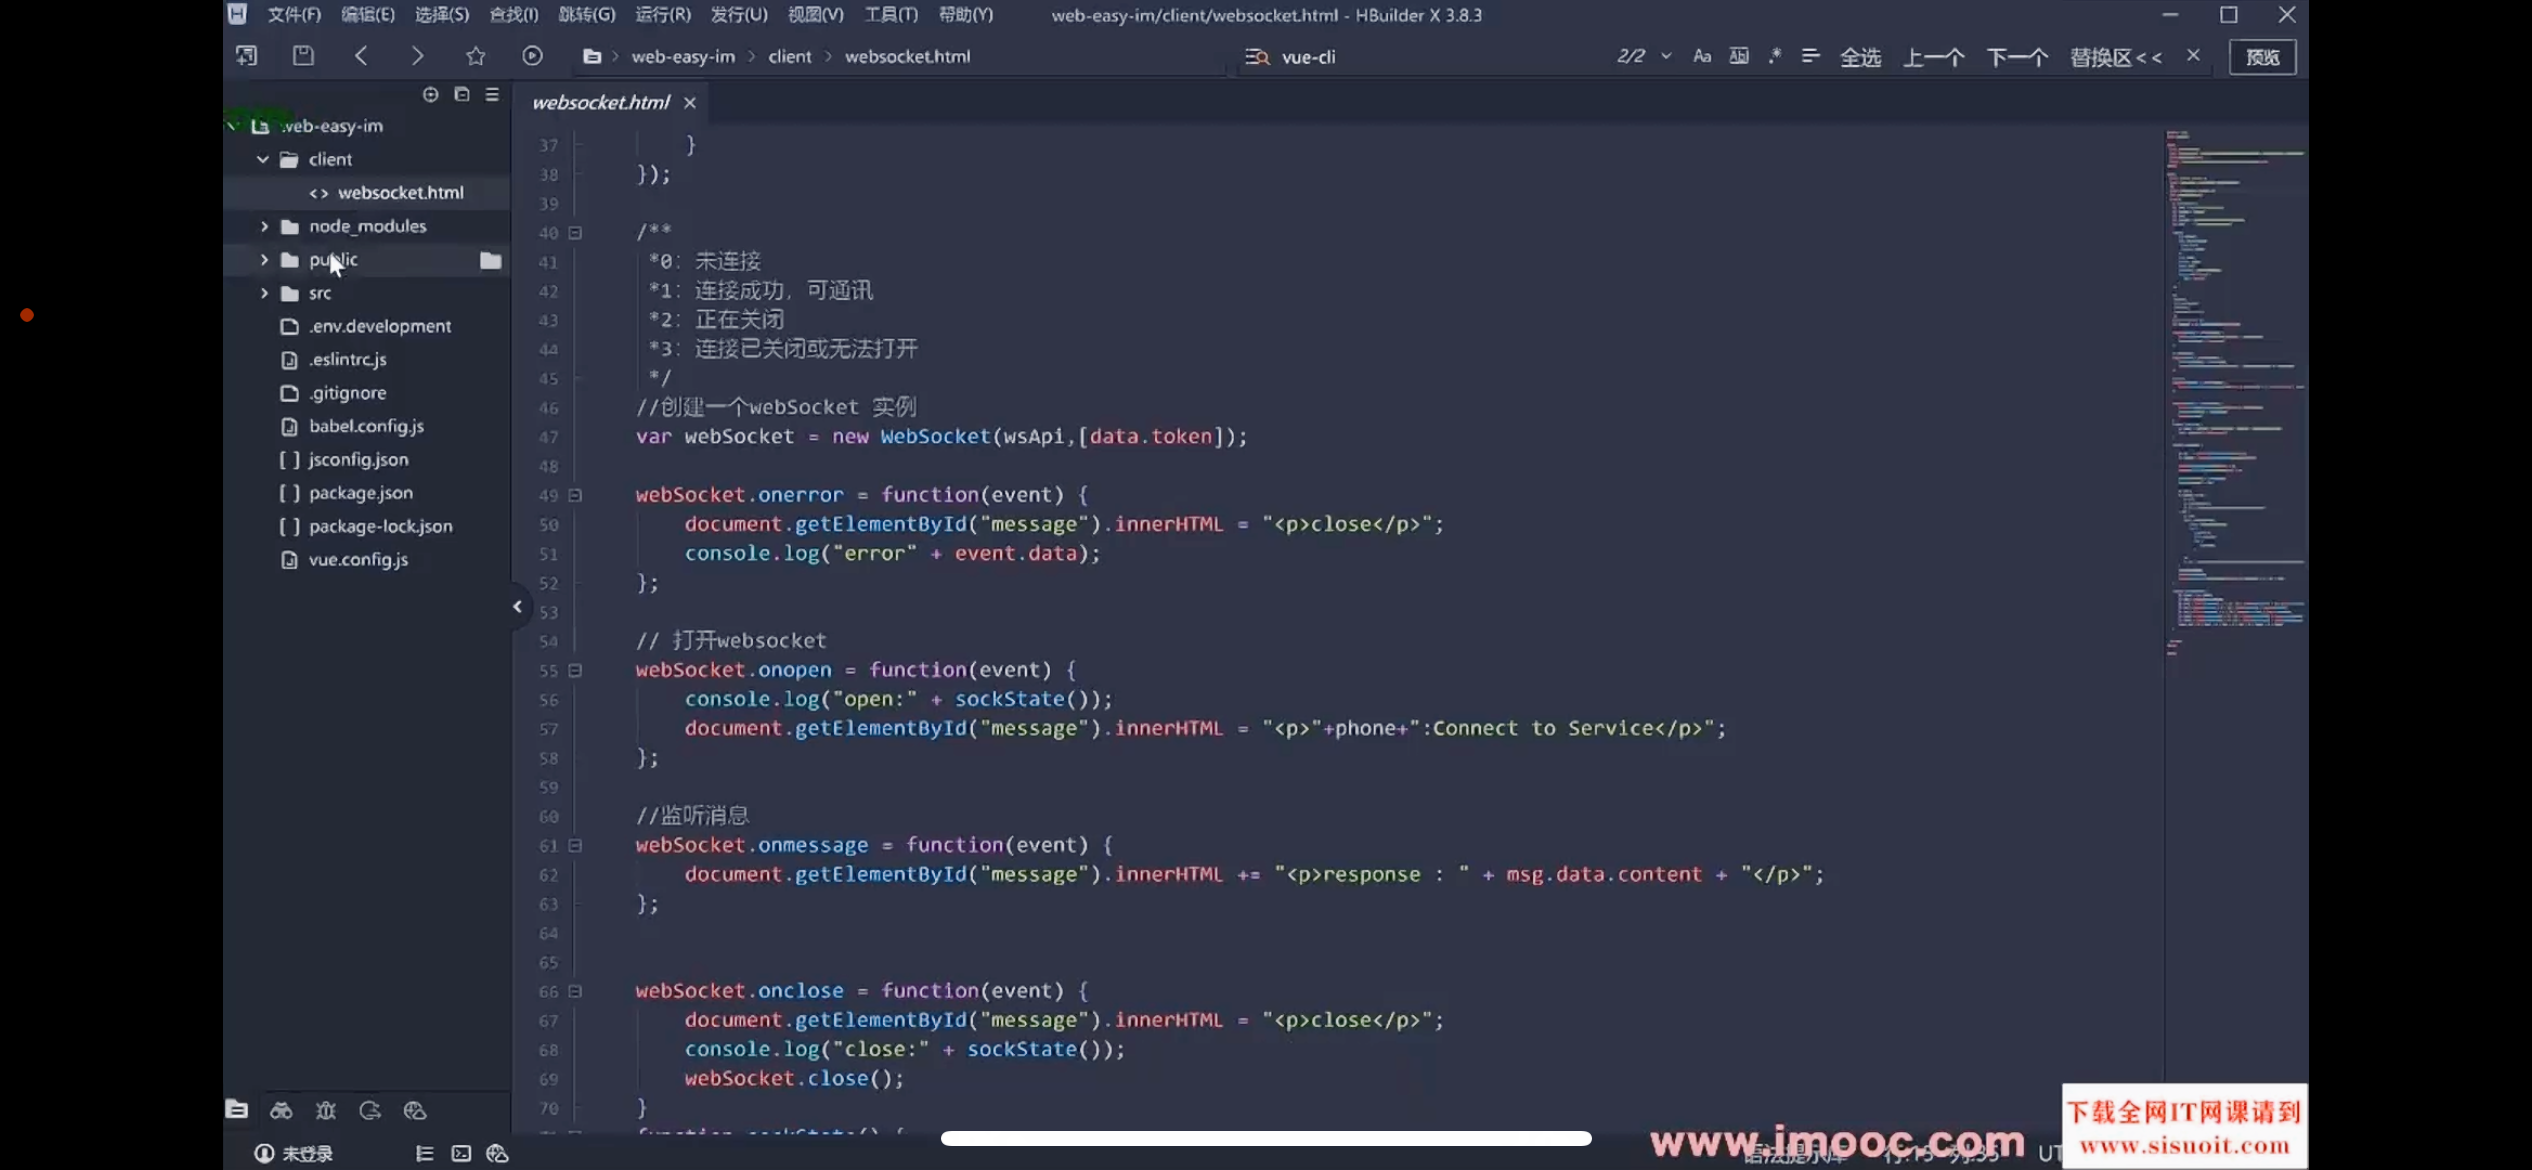 文件(F) 编辑(E) 选择(S) 查找(I) 跳转(G) 运行(R) 发行(U) 视图(V) 工具(T) 帮助(Y) web-easy-im/client/websocket.html - HBuilder X 3.8.3
web-easy-im > client > websocket.html vue-cli 2/2 Aa Ab .* 全选 上一个 下一个 替换区<< 预览
websocket.html
web-easy-im
client
<> websocket.html
node_modules
public
src
.env.development
.eslintrc.js
.gitignore
babel.config.js
[ ] jsconfig.json
[ ] package.json
[ ] package-lock.json
vue.config.js
37 }
38 });
39
40 /**
41 *0: 未连接
42 *1: 连接成功，可通讯
43 *2: 正在关闭
44 *3: 连接已关闭或无法打开
45 */
46 //创建一个webSocket 实例
47 var webSocket = new WebSocket(wsApi,[data.token]);
48
49 webSocket.onerror = function(event) {
50 document.getElementById("message").innerHTML = "<p>close</p>";
51 console.log("error" + event.data);
52 };
53
54 // 打开websocket
55 webSocket.onopen = function(event) {
56 console.log("open:" + sockState());
57 document.getElementById("message").innerHTML = "<p>"+phone+":Connect to Service</p>";
58 };
59
60 //监听消息
61 webSocket.onmessage = function(event) {
62 document.getElementById("message").innerHTML += "<p>response : " + msg.data.content + "</p>";
63 };
64
65
66 webSocket.onclose = function(event) {
67 document.getElementById("message").innerHTML = "<p>close</p>";
68 console.log("close:" + sockState());
69 webSocket.close();
70 }
function sockState() {
未登录
语法提示库
www.imooc.com
下载全网IT网课请到
www.sisuoit.com